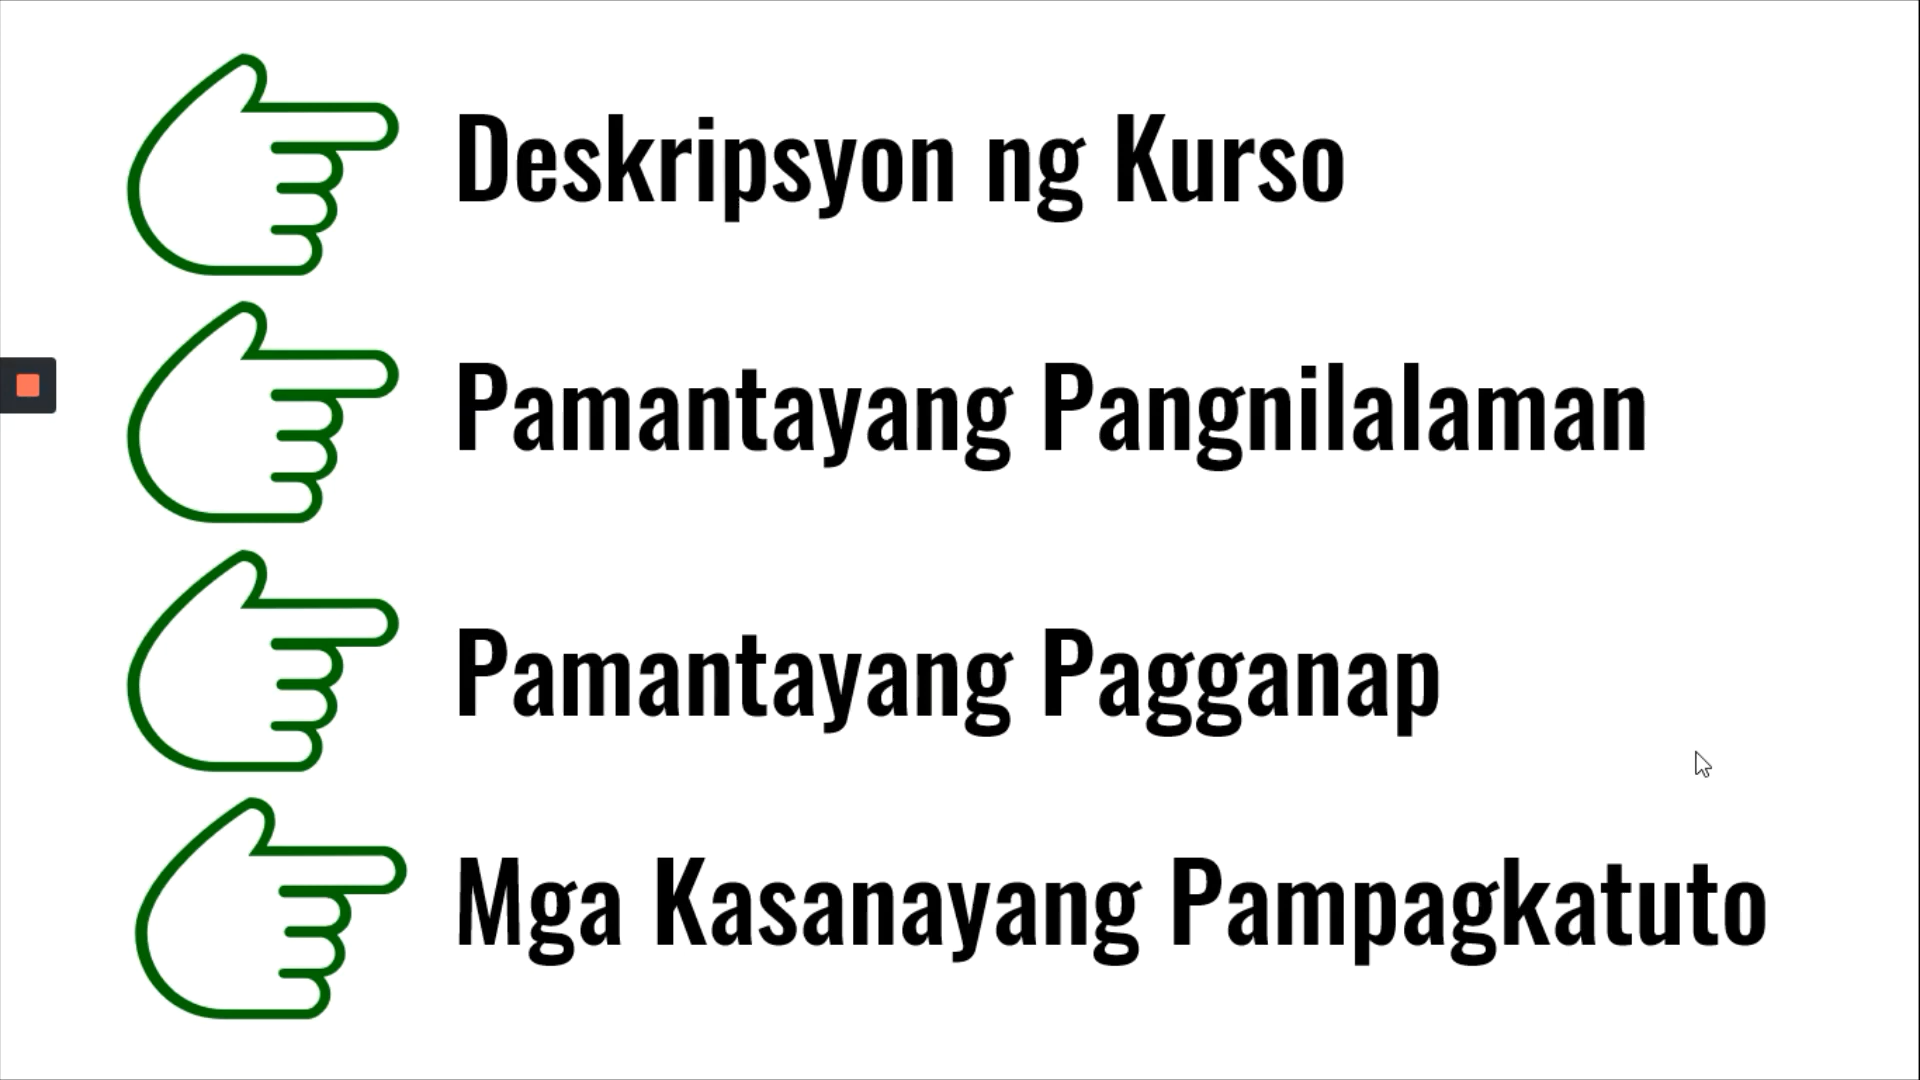 Deskripsyon ng Kurso
Pamantayang Pangnilalaman
Pamantayang Pagganap
Mga Kasanayang Pampagkatuto